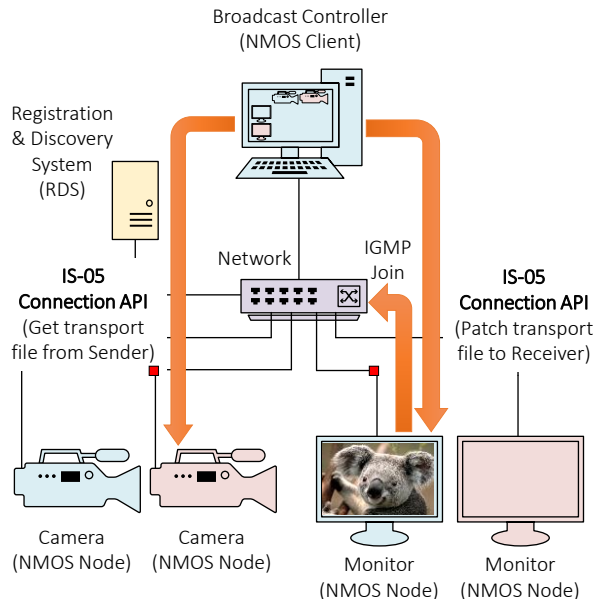 Broadcast Controller
(NMOS Client)
Registration
& Discovery
System
(RDS)
Network
IGMP
Join
IS-05
Connection API
(Get transport
file from Sender)
IS-05
Connection API
(Patch transport
file to Receiver)
Camera
(NMOS Node)
Camera
(NMOS Node)
Monitor
(NMOS Node)
Monitor
(NMOS Node)